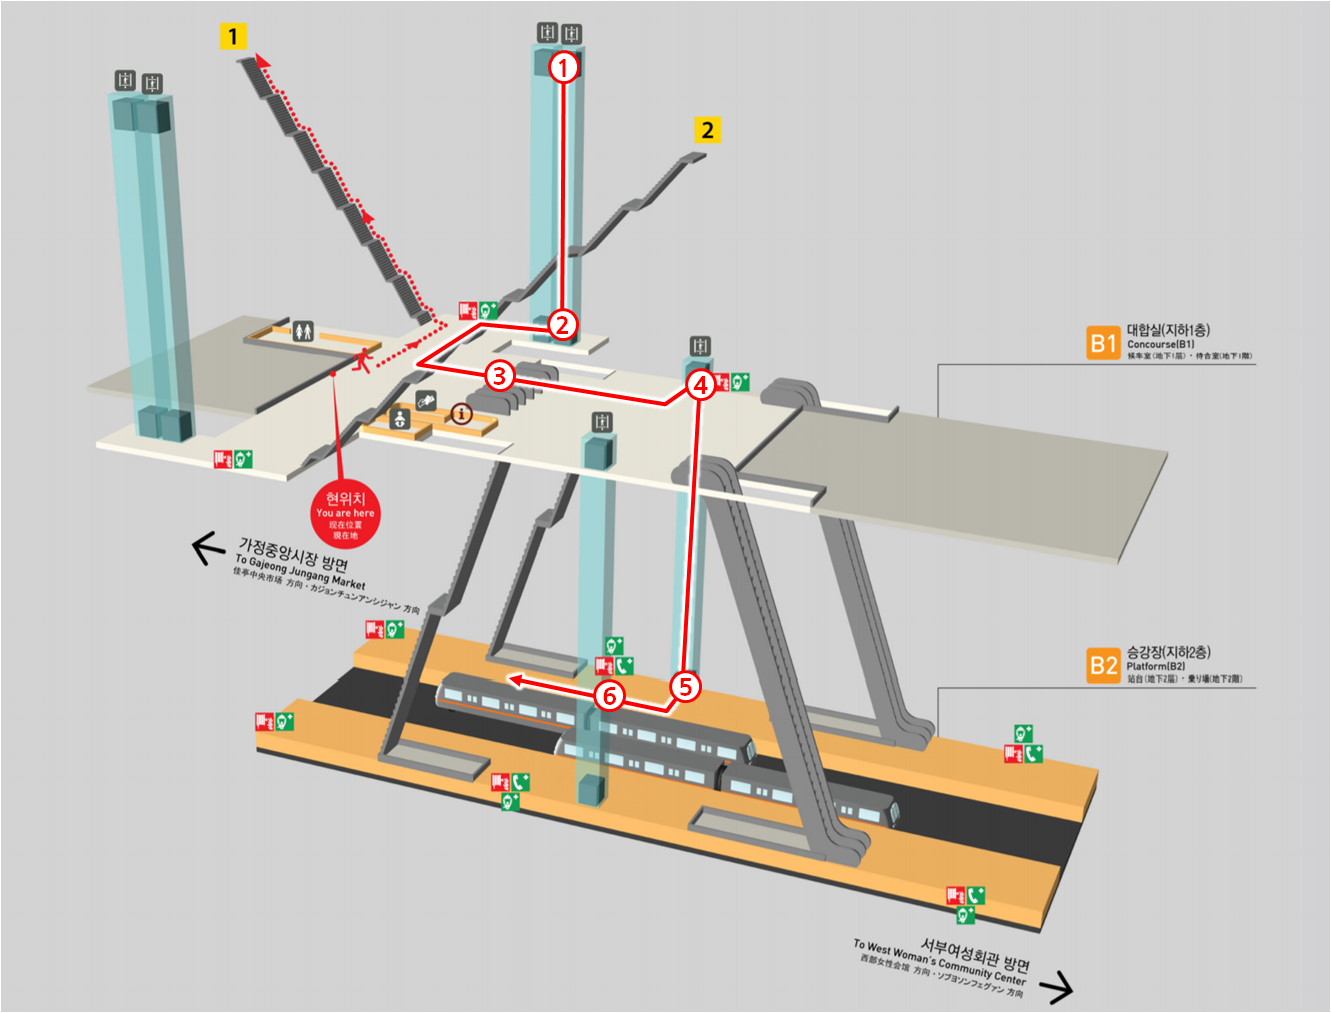 1
1
2
2
3
4
i
B1
대합실(지하1층)
Concourse(B1)
候车室(地下1层)・待合室(地下1階)
현위치
You are here
现在位置
現在地
가정중앙시장 방면
To Gajeong Jungang Market
佳亭中央市场 方向・カジョンチュンアンシジャン 方向
B2
승강장(지하2층)
Platform(B2)
站台(地下2层)・乗り場(地下2階)
5
6
서부여성회관 방면
To West Woman's Community Center
西部女性会馆 方向・ソブヨソンフェグァン 方向